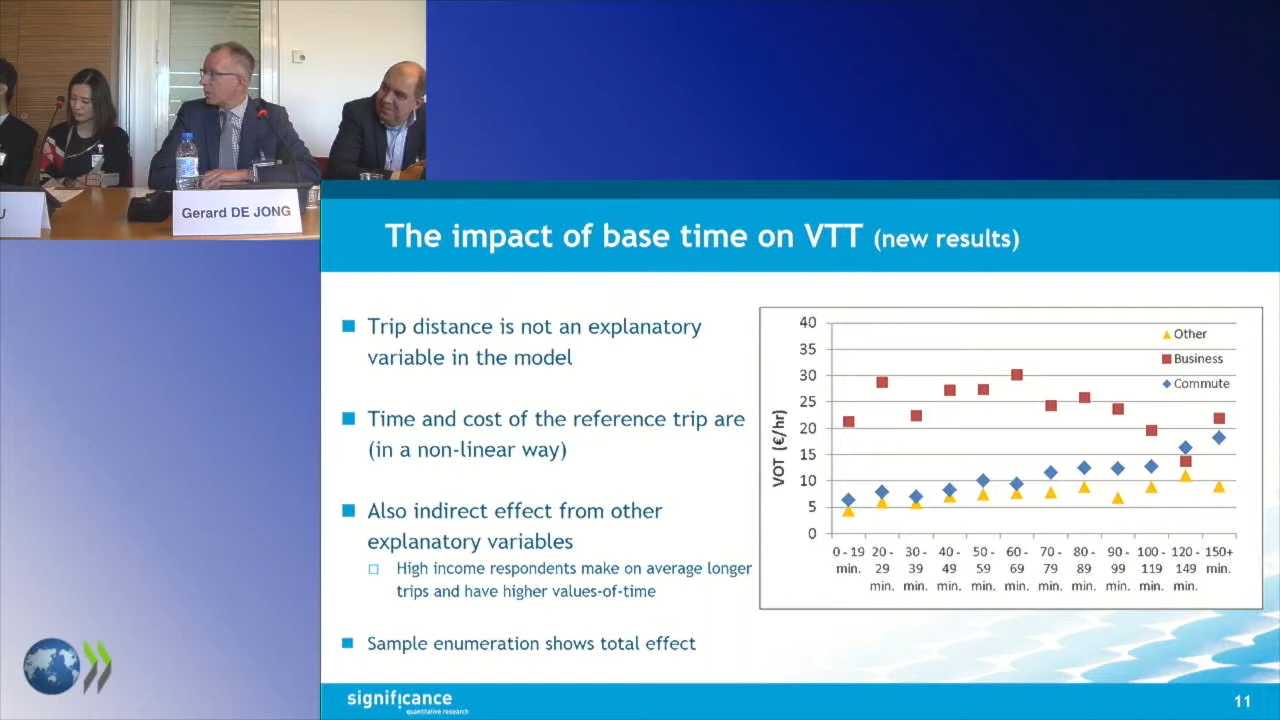 U
Gerard DE JONG
The impact of base time on VTT (new results)
Trip distance is not an explanatory
variable in the model
Time and cost of the reference trip are
(in a non-linear way)
Also indirect effect from other
explanatory variables
High income respondents make on average longer
trips and have higher values-of-time
Sample enumeration shows total effect
VOT (€/hr)
40
35
30
25
20
15
10
5
0
Other
Business
Commute
0 - 19 min.
20 - 29 min.
30 - 39 min.
40 - 49 min.
50 - 59 min.
60 - 69 min.
70 - 79 min.
80 - 89 min.
90 - 99 min.
100 - 119 min.
120 - 149 min.
150+ min.
significance
quantitative research
11